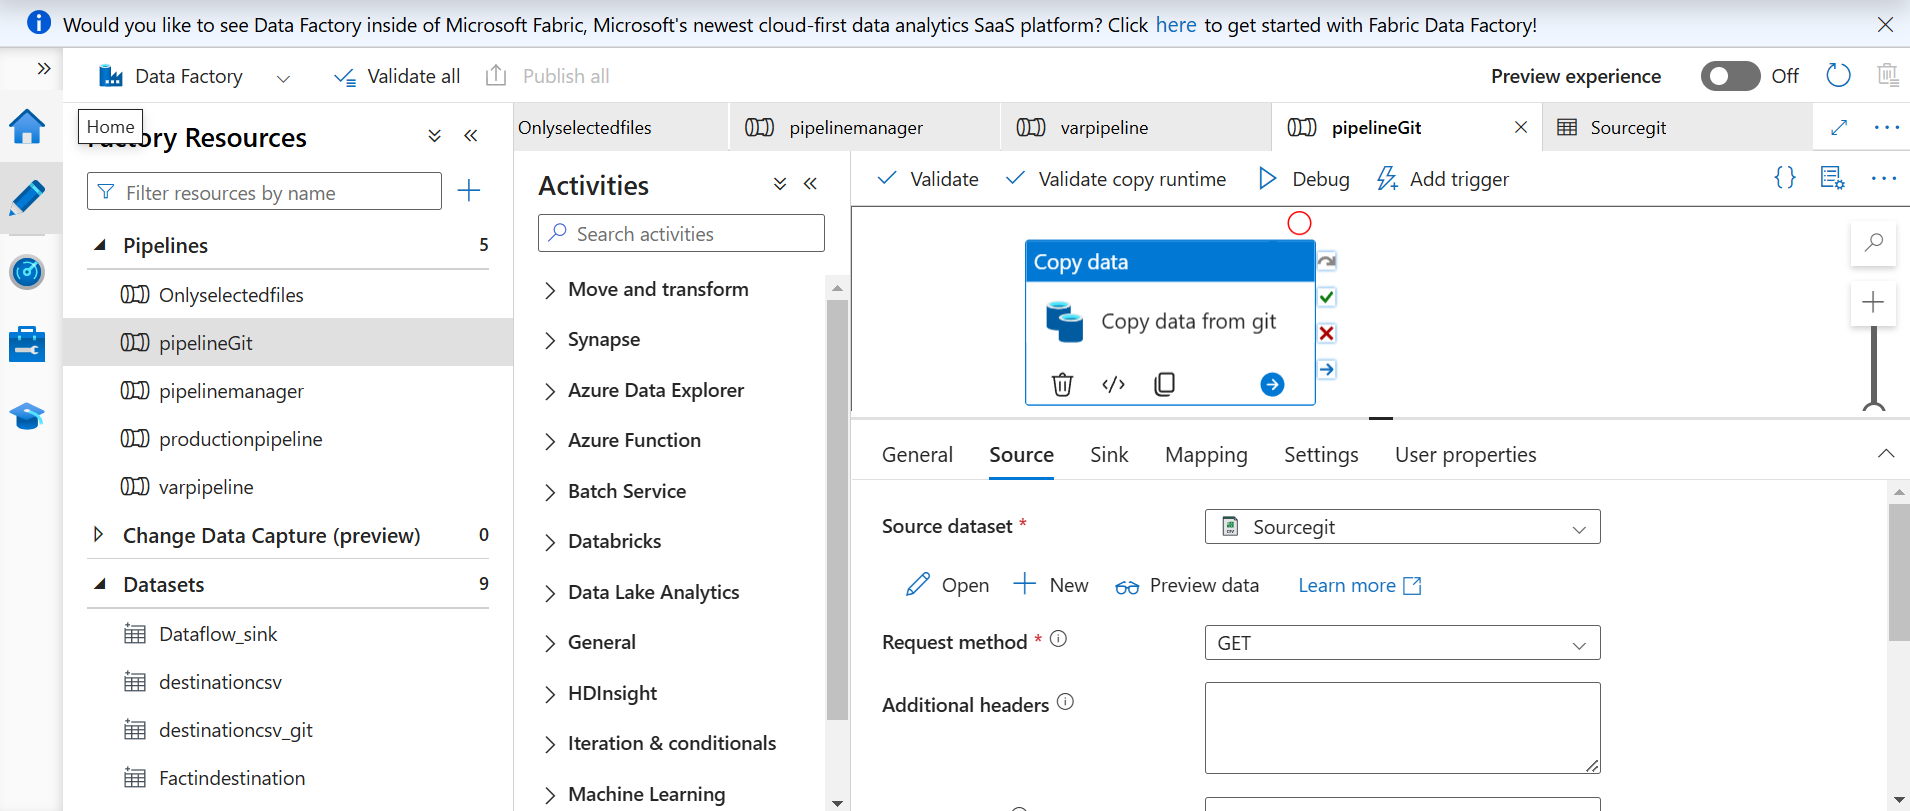 Would you like to see Data Factory inside of Microsoft Fabric, Microsoft's newest cloud-first data analytics SaaS platform? Click here to get started with Fabric Data Factory!
Data Factory
Validate all
Publish all
Preview experience
Off
Home
Factory Resources
Filter resources by name
Pipelines 5
Onlyselectedfiles
pipelineGit
pipelinemanager
productionpipeline
varpipeline
Change Data Capture (preview) 0
Datasets 9
Dataflow_sink
destinationcsv
destinationcsv_git
Factindestination
Onlyselectedfiles
pipelinemanager
varpipeline
pipelineGit
Sourcegit
Activities
Search activities
Move and transform
Synapse
Azure Data Explorer
Azure Function
Batch Service
Databricks
Data Lake Analytics
General
HDInsight
Iteration & conditionals
Machine Learning
Validate
Validate copy runtime
Debug
Add trigger
Copy data
Copy data from git
General
Source
Sink
Mapping
Settings
User properties
Source dataset *
Sourcegit
Open
New
Preview data
Learn more
Request method *
GET
Additional headers